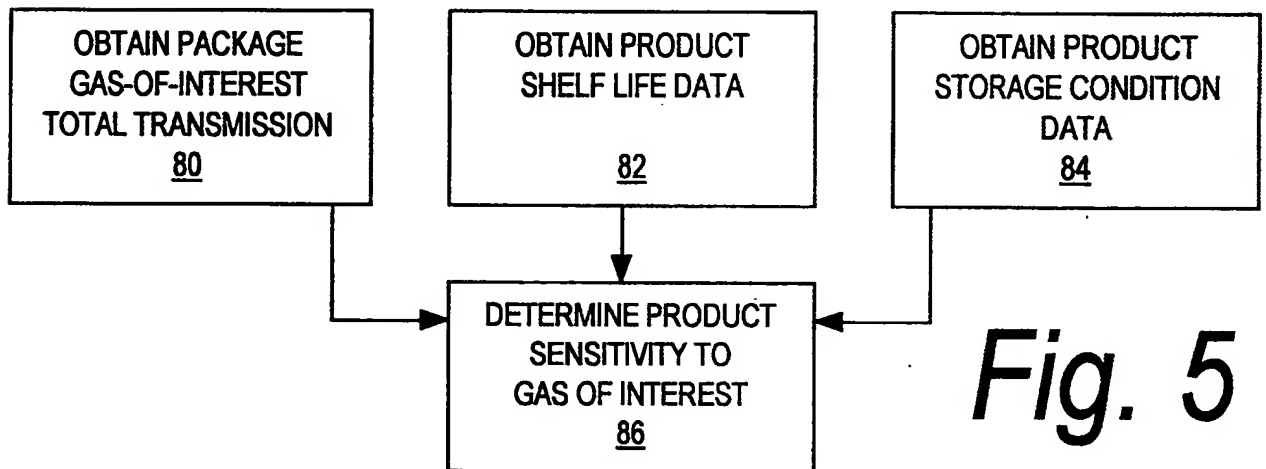 OBTAIN PACKAGE
GAS-OF-INTEREST
TOTAL TRANSMISSION
80
OBTAIN PRODUCT
SHELF LIFE DATA
82
OBTAIN PRODUCT
STORAGE CONDITION
DATA
84
DETERMINE PRODUCT
SENSITIVITY TO
GAS OF INTEREST
86
Fig. 5